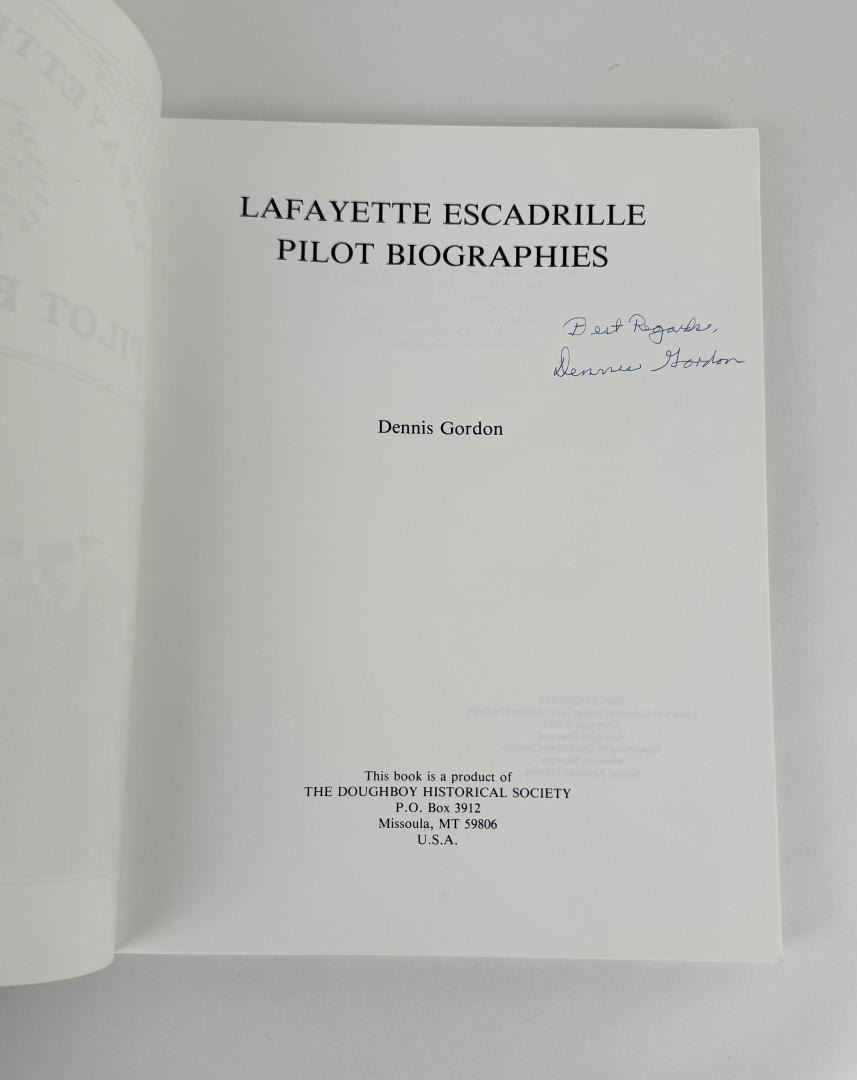 LAFAYETTE ESCADRILLE
PILOT BIOGRAPHIES
Best Regards,
Dennis Gordon
Dennis Gordon
This book is a product of
THE DOUGHBOY HISTORICAL SOCIETY
P.O. Box 3912
Missoula, MT 59806
U.S.A.